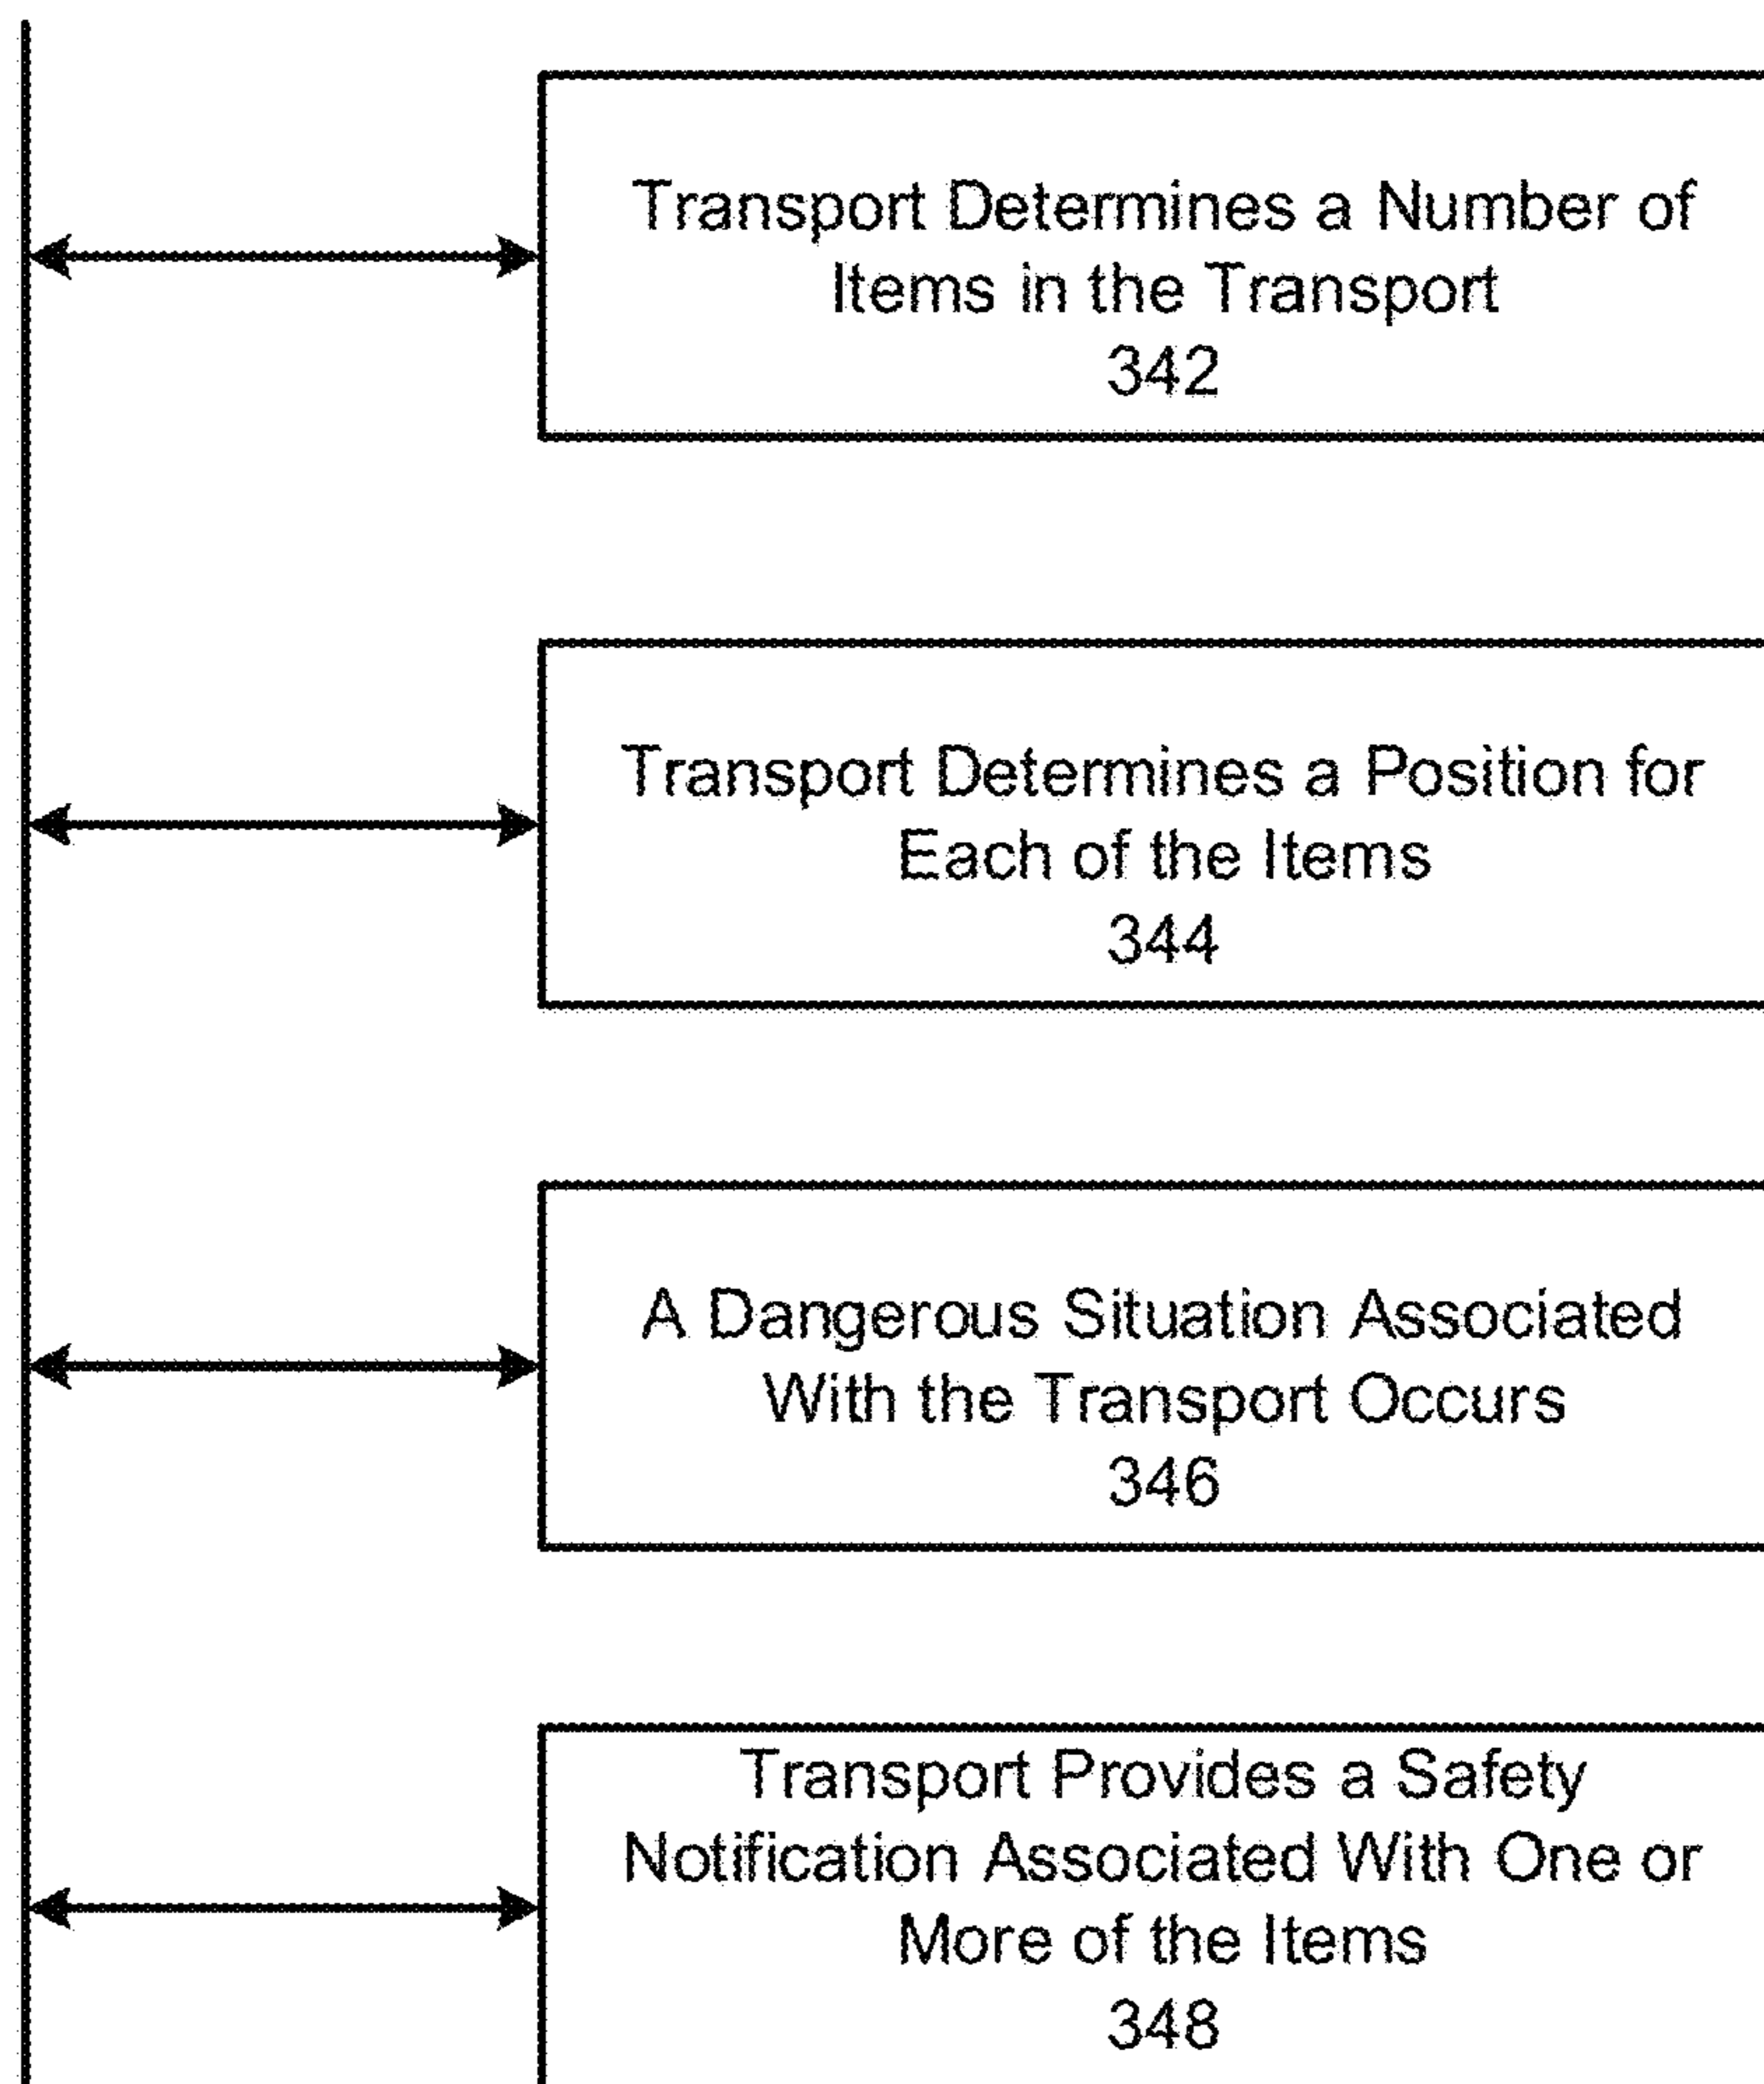 Transport Determines a Number of
Items in the Transport
342
Transport Determines a Position for
Each of the Items
344
A Dangerous Situation Associated
With the Transport Occurs
346
Transport Provides a Safety
Notification Associated With One or
More of the Items
348